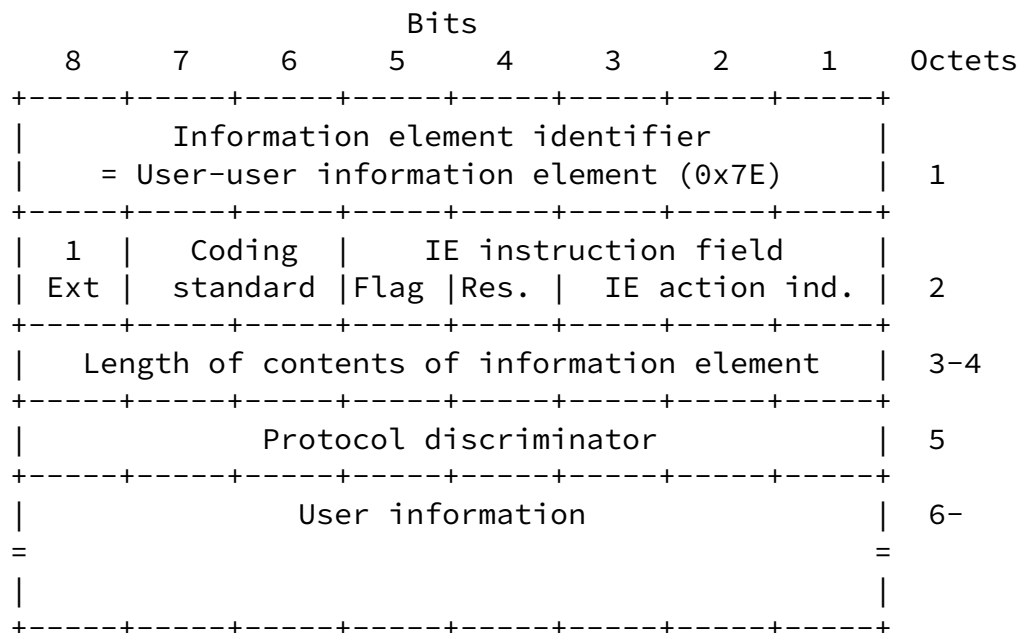 Bits
   8      7      6      5      4      3      2      1    Octets
+-----+-----+-----+-----+-----+-----+-----+-----+
|         Information element identifier          |
|     = User-user information element (0x7E)      |  1
+-----+-----+-----+-----+-----+-----+-----+-----+
|  1  |   Coding    |    IE instruction field     |
| Ext |  standard |Flag |Res. |  IE action ind. |  2
+-----+-----+-----+-----+-----+-----+-----+-----+
|   Length of contents of information element   |  3-4
+-----+-----+-----+-----+-----+-----+-----+-----+
|             Protocol discriminator            |  5
+-----+-----+-----+-----+-----+-----+-----+-----+
|               User information                |  6-
=                                               =
|                                               |
+-----+-----+-----+-----+-----+-----+-----+-----+